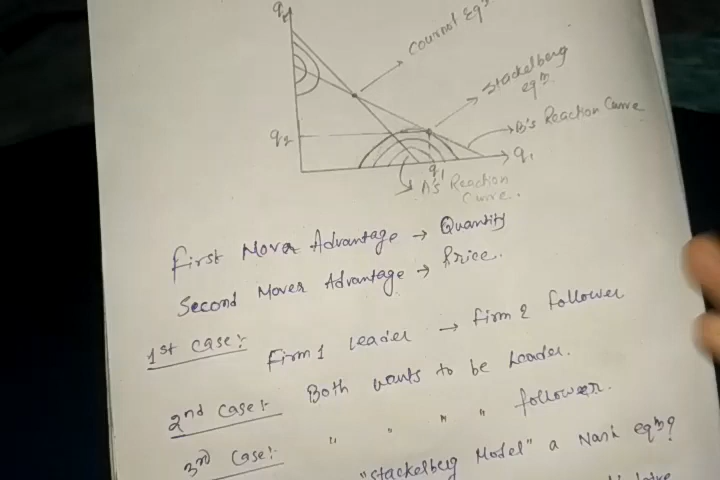 q2
Cournot Eqm
Stackelberg
eqm
B's Reaction Curve
q2
q1
q1
A's Reaction
Curve.
First Mover Advantage → Quantity
Second Mover Advantage → Price.
1st case:- Firm 1 leader → firm 2 follower
2nd case:- Both wants to be Leader.
3rd case:- " " " " follower.
"Stackelberg Model" a Nash eqm?